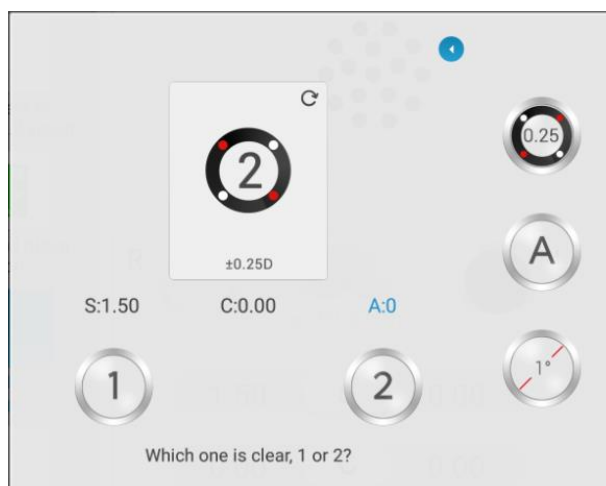 0.25
2
±0.25D
A
S:1.50 C:0.00 A:0
1°
1 2
Which one is clear, 1 or 2?